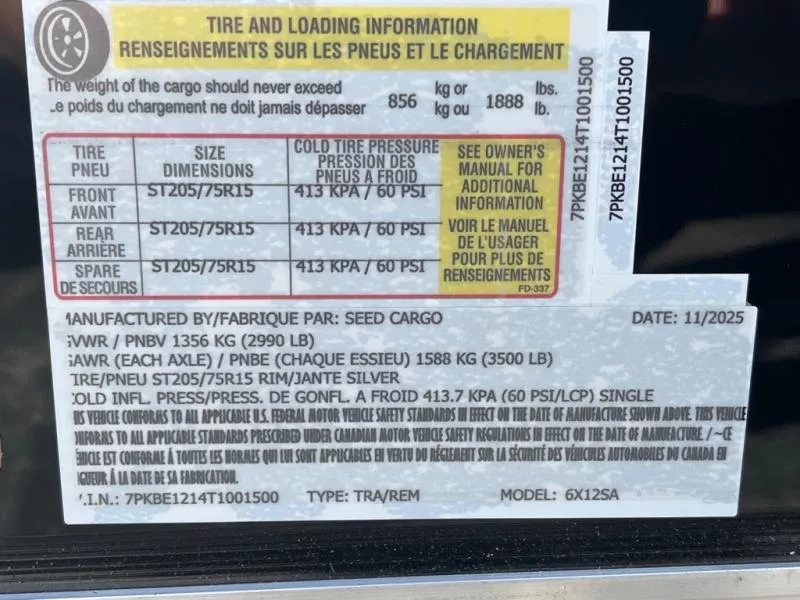 TIRE AND LOADING INFORMATION
RENSEIGNEMENTS SUR LES PNEUS ET LE CHARGEMENT
The weight of the cargo should never exceed 856 kg or 1888 lbs.
Le poids du chargement ne doit jamais dépasser kg ou lb.
TIRE PNEU
SIZE DIMENSIONS
COLD TIRE PRESSURE PRESSION DES PNEUS A FROID
SEE OWNER'S
MANUAL FOR
ADDITIONAL
INFORMATION
VOIR LE MANUEL
DE L'USAGER
POUR PLUS DE
RENSEIGNEMENTS
FD-337
FRONT AVANT ST205/75R15 413 KPA / 60 PSI
REAR ARRIÈRE ST205/75R15 413 KPA / 60 PSI
SPARE DE SECOURS ST205/75R15 413 KPA / 60 PSI
7PKBE1214T1001500
7PKBE1214T1001500
MANUFACTURED BY/FABRIQUE PAR: SEED CARGO DATE: 11/2025
GVWR / PNBV 1356 KG (2990 LB)
GAWR (EACH AXLE) / PNBE (CHAQUE ESSIEU) 1588 KG (3500 LB)
TIRE/PNEU ST205/75R15 RIM/JANTE SILVER
COLD INFL. PRESS/PRESS. DE GONFL. A FROID 413.7 KPA (60 PSI/LCP) SINGLE
THIS VEHICLE CONFORMS TO ALL APPLICABLE U.S. FEDERAL MOTOR VEHICLE SAFETY STANDARDS IN EFFECT ON THE DATE OF MANUFACTURE SHOWN ABOVE. THIS VEHICLE
CONFORMS TO ALL APPLICABLE STANDARDS PRESCRIBED UNDER CANADIAN MOTOR VEHICLE SAFETY REGULATIONS IN EFFECT ON THE DATE OF MANUFACTURE. / ~CE
VÉHICLE EST CONFORME À TOUTES LES NORMES QUI LUI SONT APPLICABLES EN VERTU DU RÈGLEMENT SUR LA SÉCURITÉ DES VÉHICULES AUTOMOBILES DU CANADA EN
VIGUEUR À LA DATE DE SA FABRICATION.
V.I.N.: 7PKBE1214T1001500 TYPE: TRA/REM MODEL: 6X12SA